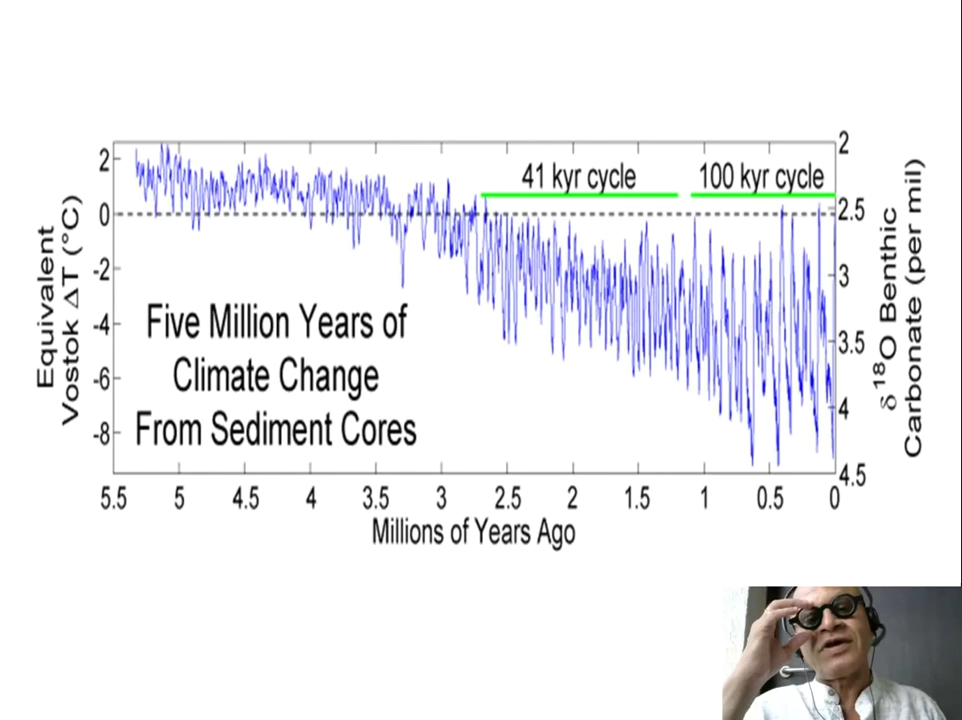 Equivalent
Vostok ΔT (°C)
2
0
-2
-4
-6
-8
41 kyr cycle
100 kyr cycle
Five Million Years of
Climate Change
From Sediment Cores
2
2.5
3
3.5
4
4.5
δ 18O Benthic
Carbonate (per mil)
5.5 5 4.5 4 3.5 3 2.5 2 1.5 1 0.5 0
Millions of Years Ago